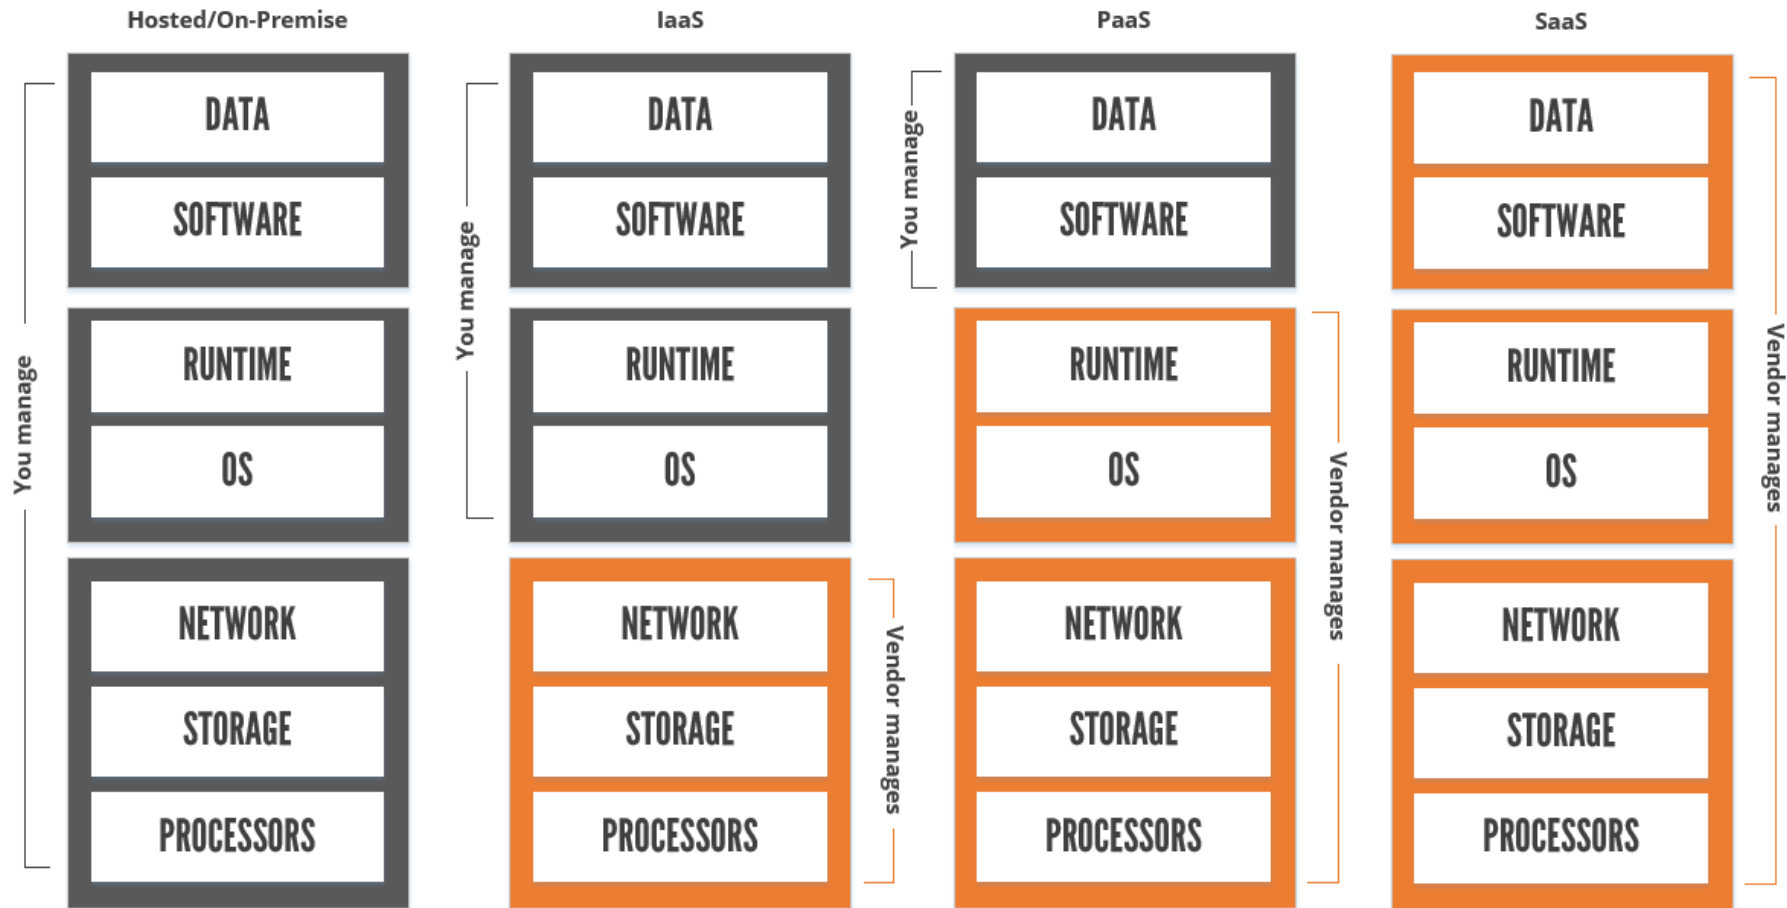 Hosted/On-Premise
You manage
DATA
SOFTWARE
RUNTIME
OS
NETWORK
STORAGE
PROCESSORS
IaaS
You manage
DATA
SOFTWARE
RUNTIME
OS
NETWORK
STORAGE
PROCESSORS
Vendor manages
PaaS
You manage
DATA
SOFTWARE
RUNTIME
OS
NETWORK
STORAGE
PROCESSORS
Vendor manages
SaaS
DATA
SOFTWARE
RUNTIME
OS
NETWORK
STORAGE
PROCESSORS
Vendor manages